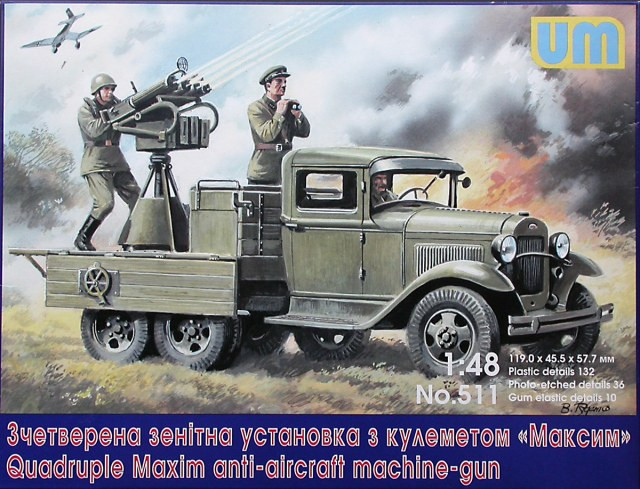 um
1:48
119.0 x 45.5 x 57.7 мм
Plastic details 132
No.511
Photo-etched details 36
Gum elastic details 10
Зчетверена зенітна установка з кулеметом «Максим»
Quadruple Maxim anti-aircraft machine-gun